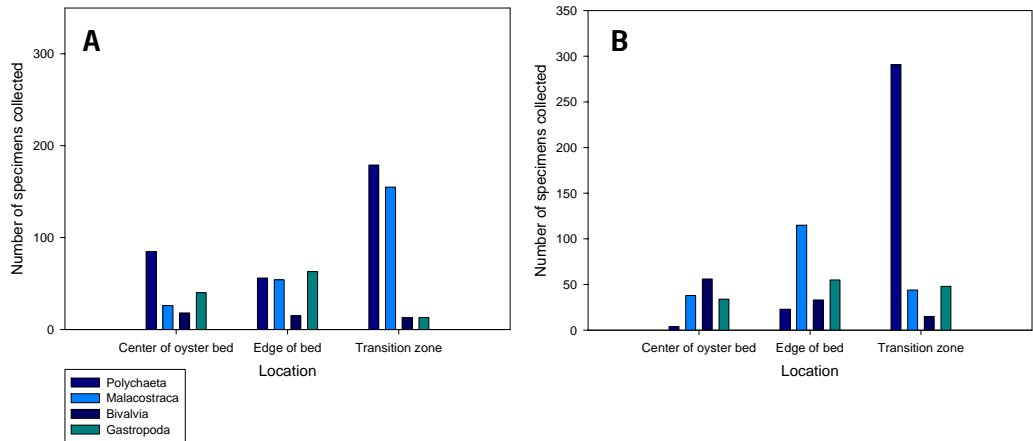 A
Number of specimens collected
300
200
100
0
Center of oyster bed
Edge of bed
Transition zone
Location
Polychaeta
Malacostraca
Bivalvia
Gastropoda
B
Number of specimens collected
350
300
250
200
150
100
50
0
Center of oyster bed
Edge of bed
Transition zone
Location